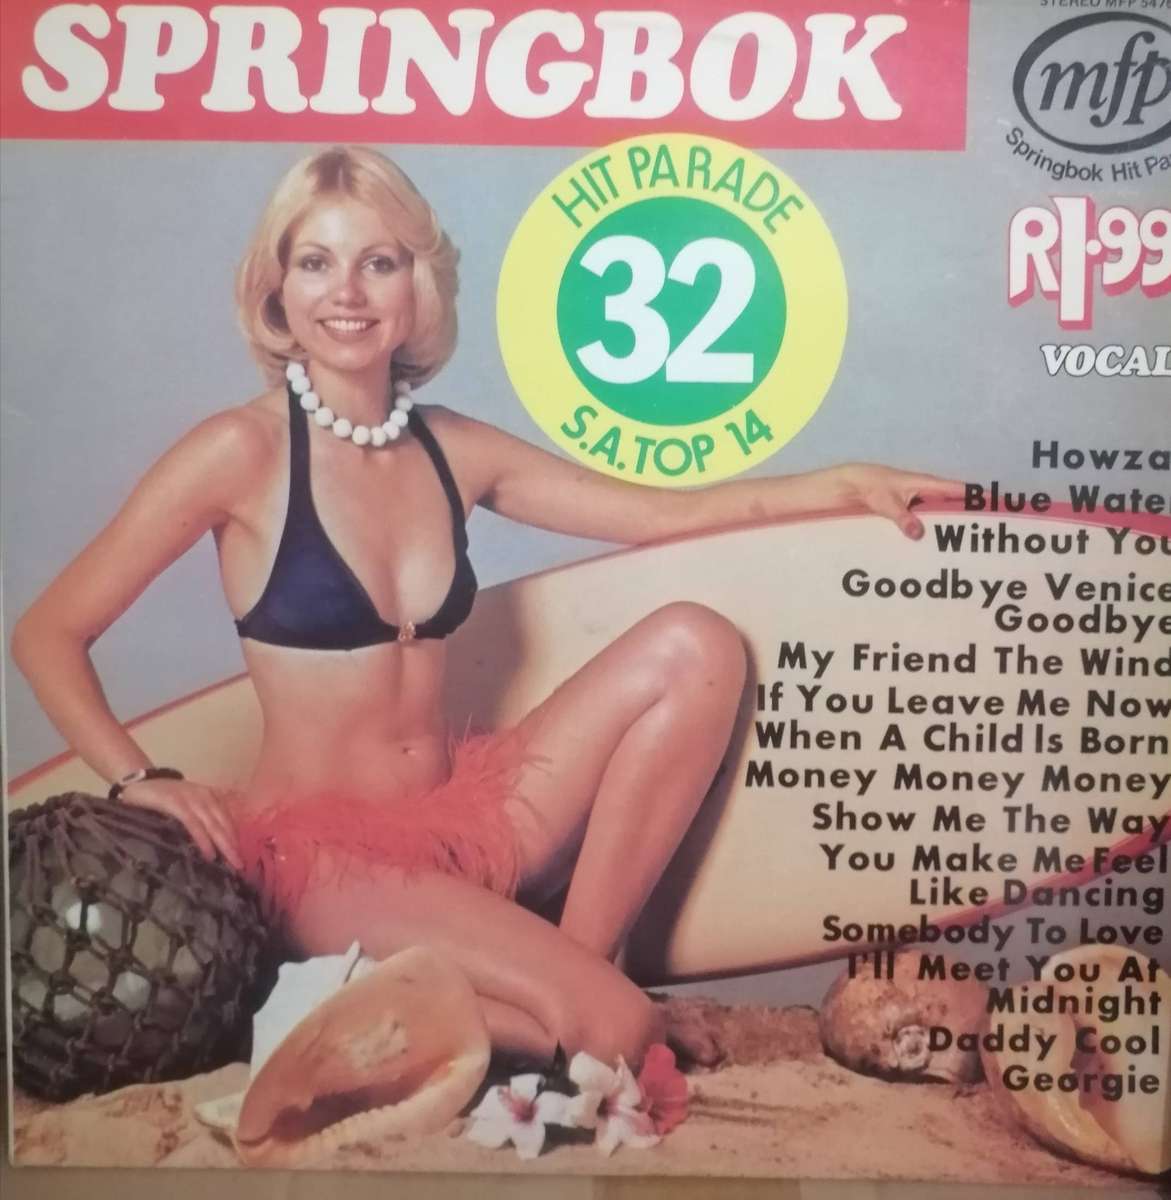 SPRINGBOK
STEREO MFP 547
mfp
Springbok Hit Pa
HIT PARADE
32
S.A. TOP 14
R1·99
VOCAL
Howza
Blue Wate
Without You
Goodbye Venice
Goodbye
My Friend The Wind
If You Leave Me Now
When A Child Is Born
Money Money Money
Show Me The Way
You Make Me Feel
Like Dancing
Somebody To Love
I'll Meet You At
Midnight
Daddy Cool
Georgie